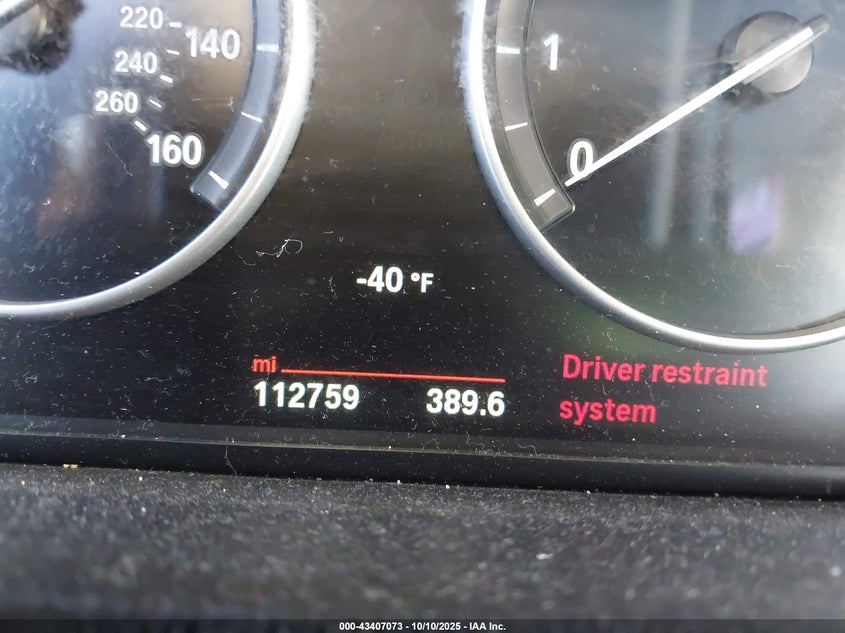 220
140
240
260
160
1
0
-40 °F
mi
112759 389.6
Driver restraint
system
000-43407073 - 10/10/2025 - IAA Inc.